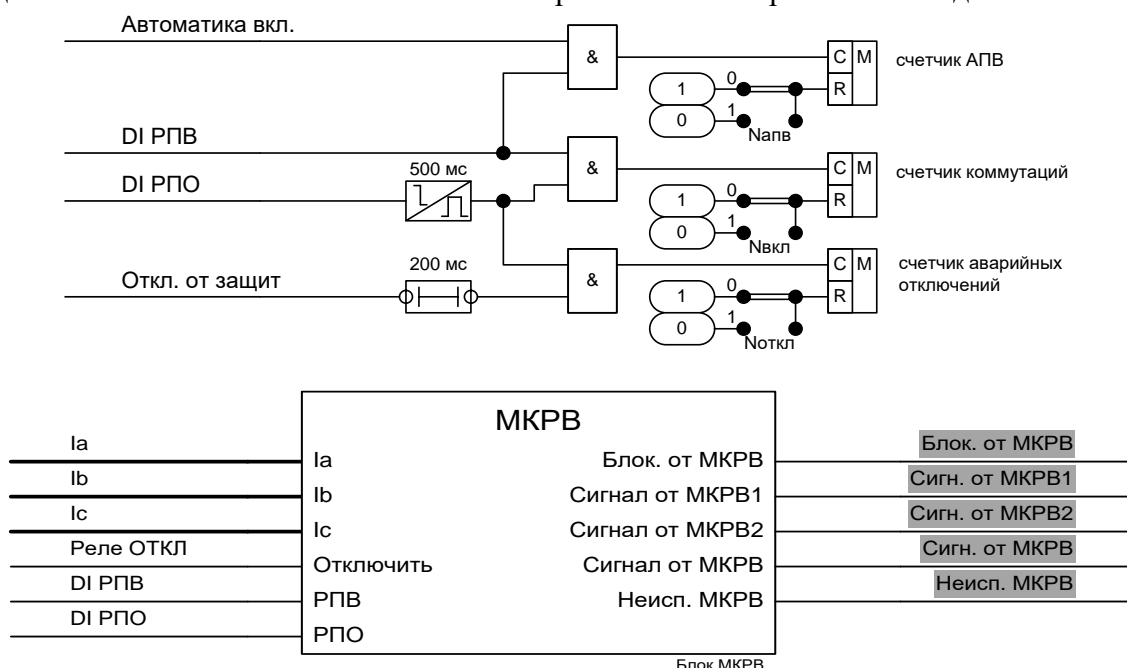 Автоматика вкл.
&
C M
счетчик АПВ
1
0
R
0
1
Nапв
DI РПВ
&
C M
счетчик коммутаций
DI РПО
500 мс
1
0
R
0
1
Nвкл
Откл. от защит
200 мс
&
C M
счетчик аварийных
отключений
1
0
R
0
1
Nоткл
МКРВ
Ia
Ia
Блок. от МКРВ
Блок. от МКРВ
Ib
Ib
Сигнал от МКРВ1
Сигн. от МКРВ1
Ic
Ic
Сигнал от МКРВ2
Сигн. от МКРВ2
Реле ОТКЛ
Отключить
Сигнал от МКРВ
Сигн. от МКРВ
DI РПВ
РПВ
Неисп. МКРВ
Неисп. МКРВ
DI РПО
РПО
Блок МКРВ